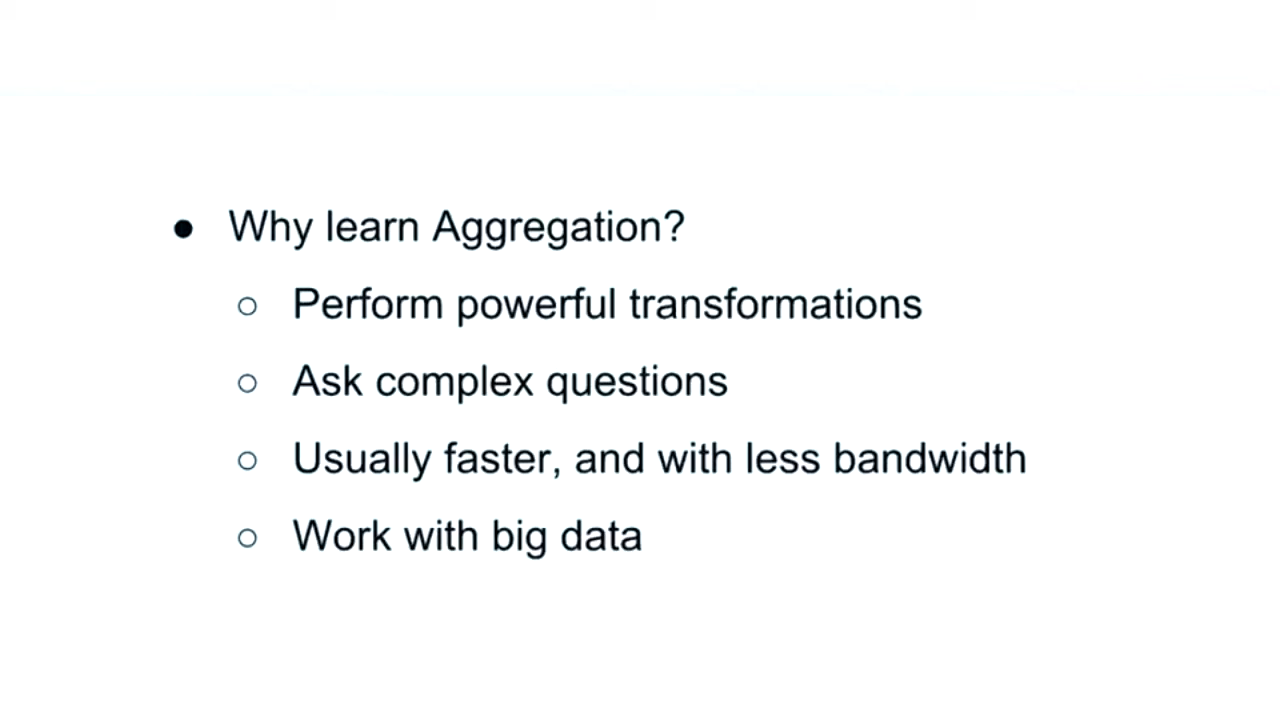 ● Why learn Aggregation?
○ Perform powerful transformations
○ Ask complex questions
○ Usually faster, and with less bandwidth
○ Work with big data